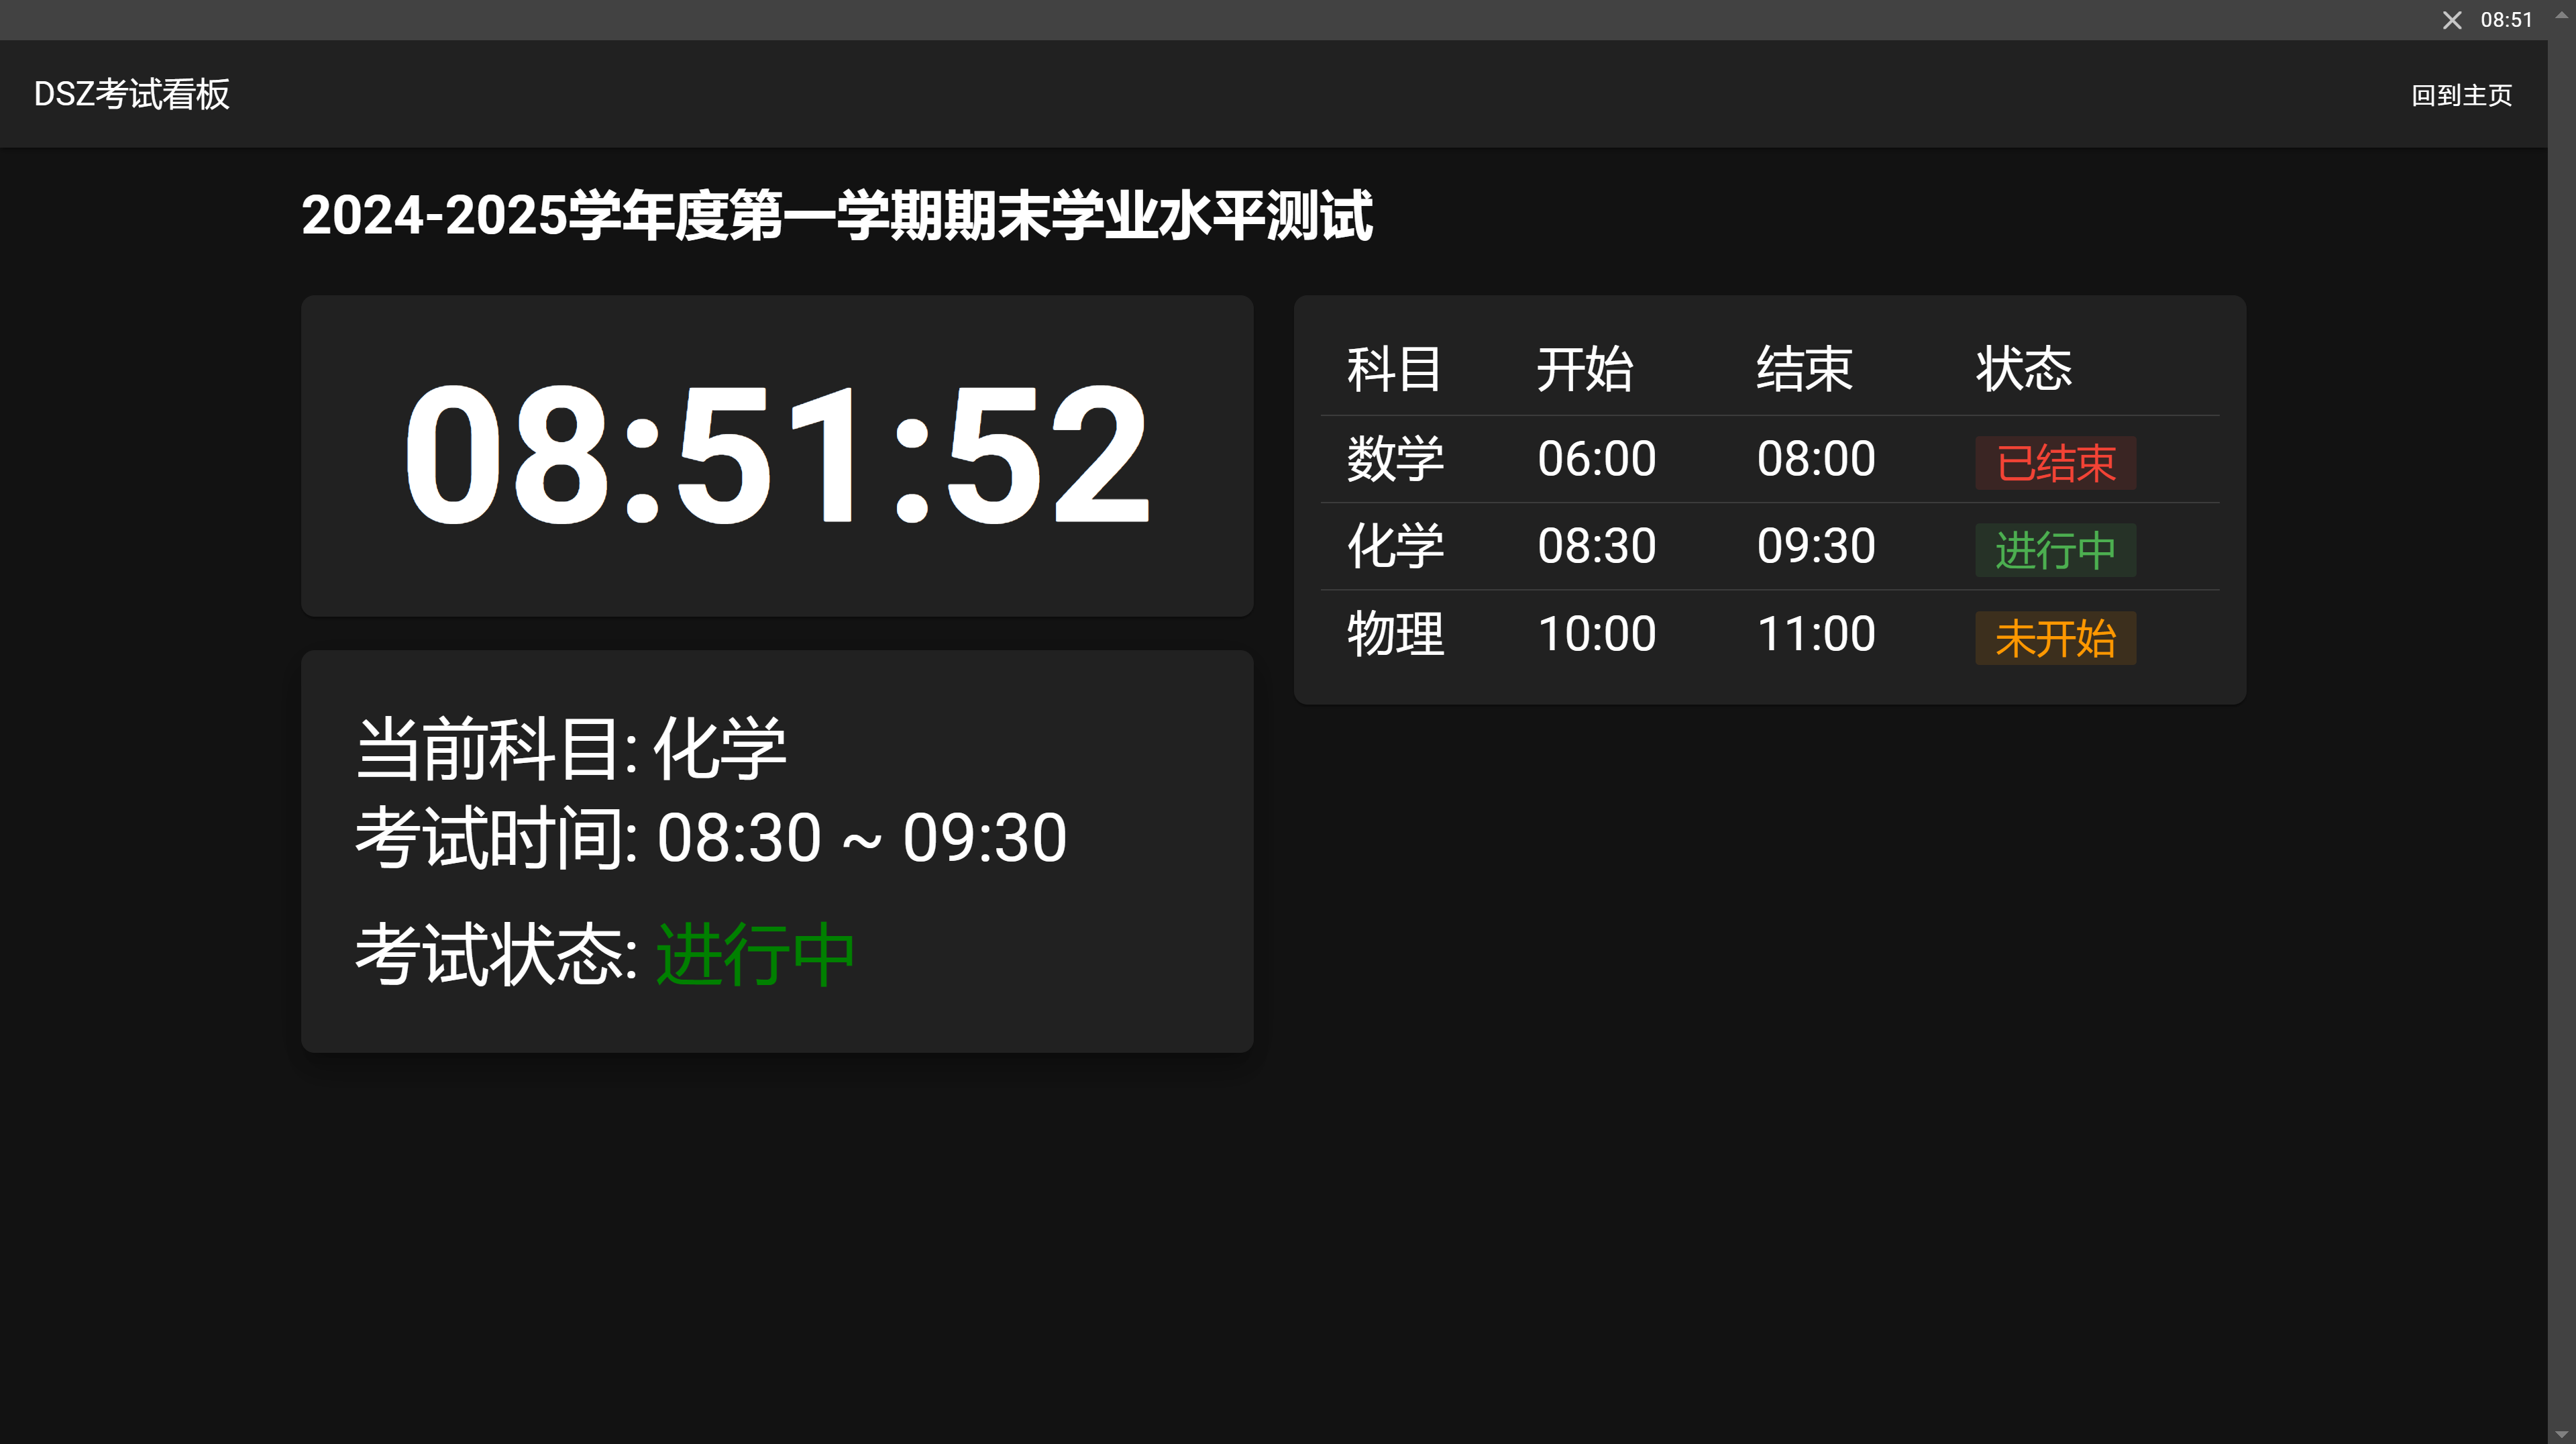 08:51
DSZ考试看板
回到主页
2024-2025学年度第一学期期末学业水平测试
08:51:52
当前科目: 化学
考试时间: 08:30 ~ 09:30
考试状态: 进行中
科目 开始 结束 状态
数学 06:00 08:00 已结束
化学 08:30 09:30 进行中
物理 10:00 11:00 未开始